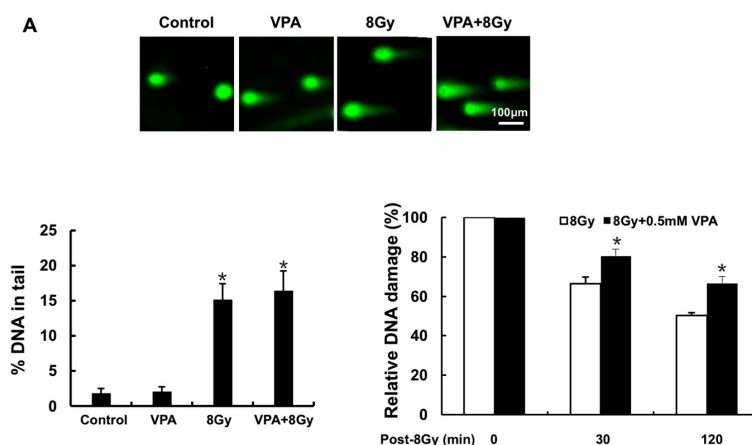 A
Control VPA 8Gy VPA+8Gy
100μm
% DNA in tail
25
20
15
10
5
0
* *
Control VPA 8Gy VPA+8Gy
Relative DNA damage (%)
100
80
60
40
20
0
8Gy 8Gy+0.5mM VPA
* *
Post-8Gy (min) 0 30 120